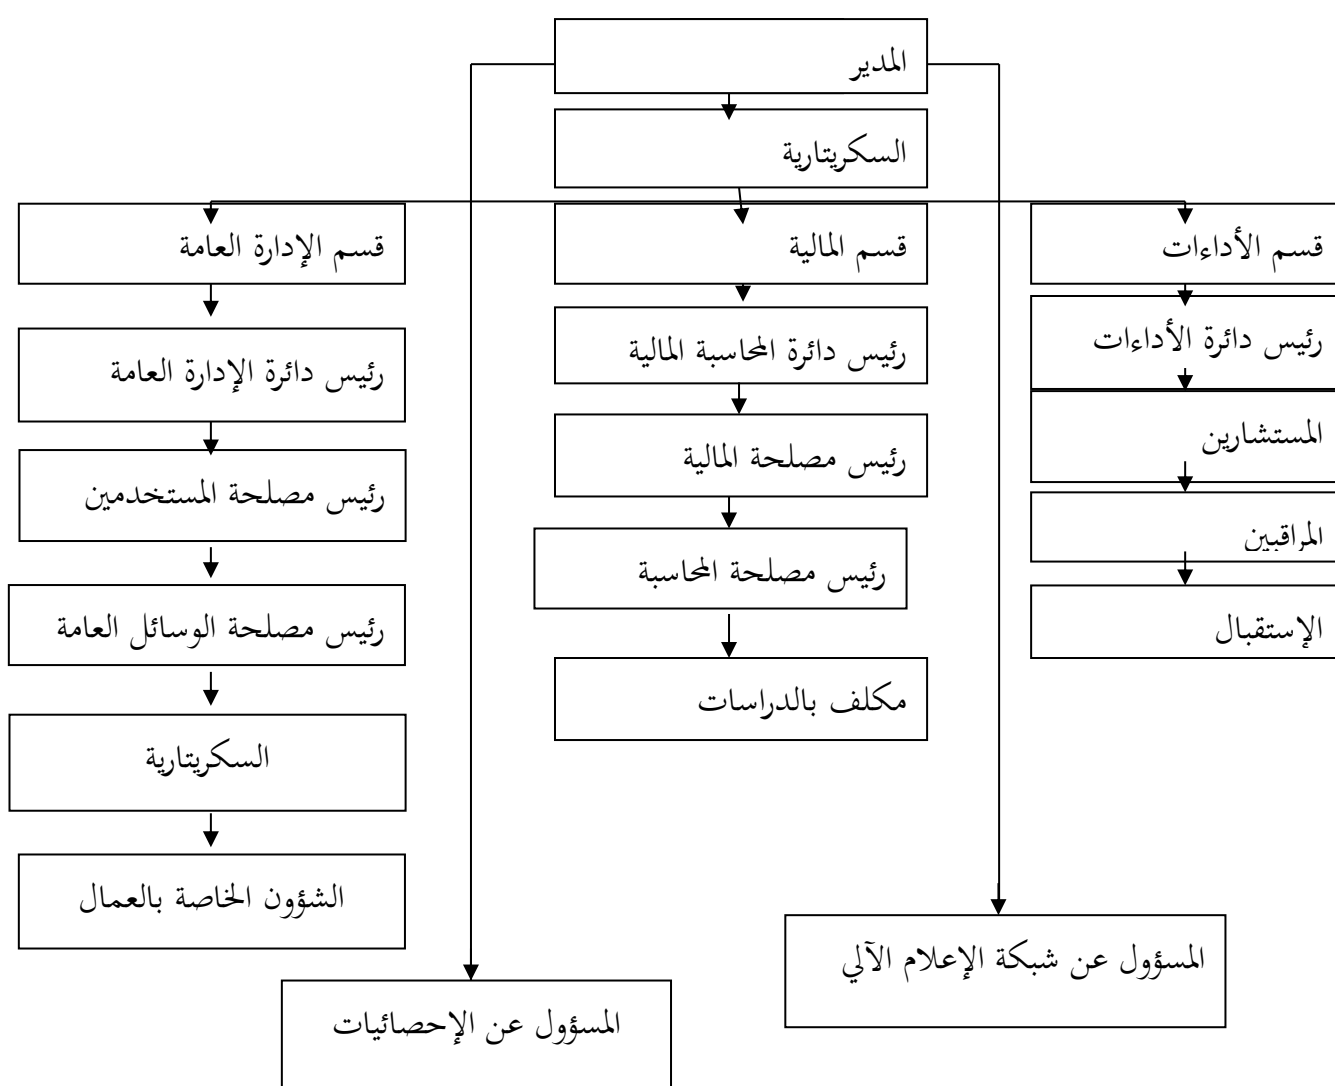 المدير
السكريتارية
قسم الأداءات
قسم المالية
قسم الإدارة العامة
رئيس دائرة الأداءات
رئيس دائرة المحاسبة المالية
رئيس دائرة الإدارة العامة
المستشارين
رئيس مصلحة المالية
رئيس مصلحة المستخدمين
المراقبين
رئيس مصلحة المحاسبة
رئيس مصلحة الوسائل العامة
الإستقبال
مكلف بالدراسات
السكريتارية
الشؤون الخاصة بالعمال
المسؤول عن شبكة الإعلام الآلي
المسؤول عن الإحصائيات